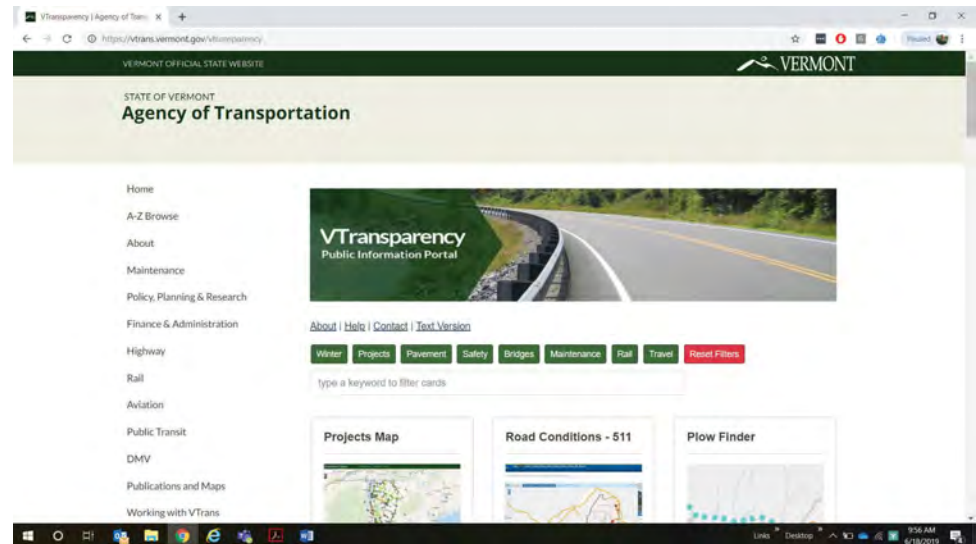 VTransparency | Agency of Trans
https://vtrans.vermont.gov/vtransparency
Paused
VERMONT OFFICIAL STATE WEBSITE
VERMONT
STATE OF VERMONT
Agency of Transportation
Home
A-Z Browse
About
Maintenance
Policy, Planning & Research
Finance & Administration
Highway
Rail
Aviation
Public Transit
DMV
Publications and Maps
Working with VTrans
VTransparency
Public Information Portal
About | Help | Contact | Text Version
Winter Projects Pavement Safety Bridges Maintenance Rail Travel Reset Filters
type a keyword to filter cards
Projects Map
Road Conditions - 511
Plow Finder
Links » Desktop »
9:56 AM
6/18/2019